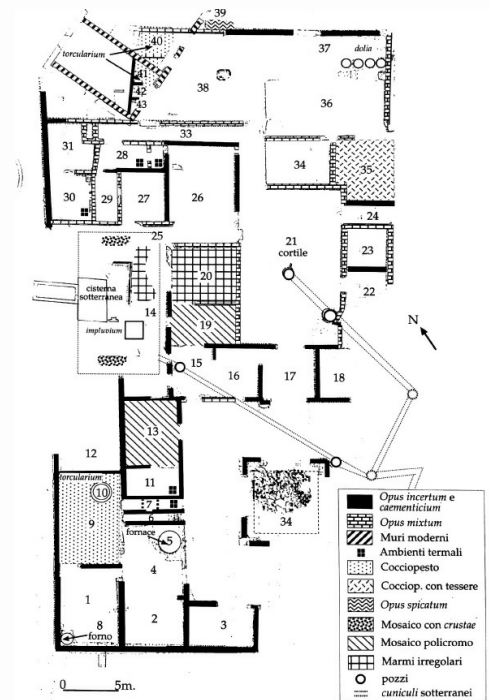 39
40
37
dolia
torcularium
41
42
38
43
36
33
31
28
34
35
30
29
27
26
24
25
23
21
cortile
22
20
cisterna
sotterranea
14
N
impluvium
19
15
16
17
18
13
12
11
torcularium
10
7
34
6
9
fornace
5
4
1
2
3
8
forno
0
5m.
Opus incertum e
caementicium
Opus mixtum
Muri moderni
Ambienti termali
Cocciopesto
Cocciop. con tessere
Opus spicatum
Mosaico con crustae
Mosaico policromo
Marmi irregolari
pozzi
cuniculi sotterranei